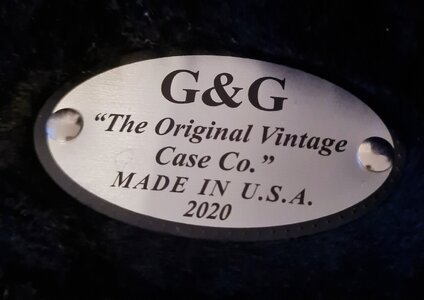 G&G
“The Original Vintage
Case Co.”
MADE IN U.S.A.
2020